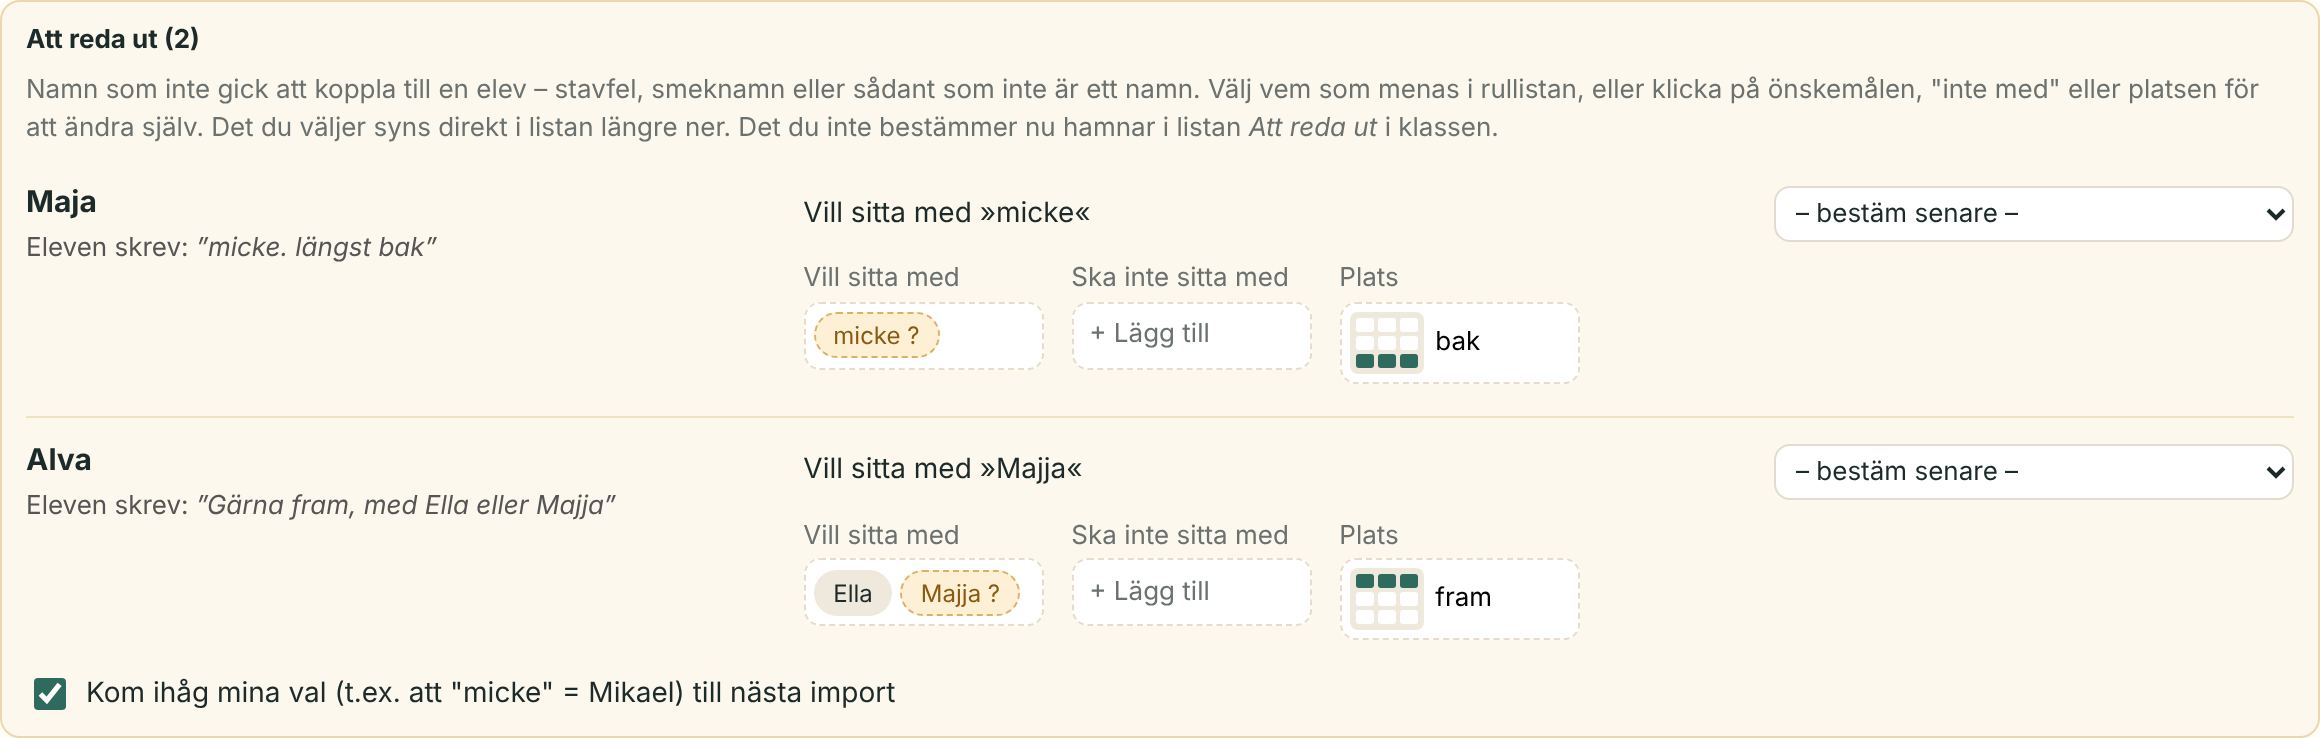 Att reda ut (2)
Namn som inte gick att koppla till en elev – stavfel, smeknamn eller sådant som inte är ett namn. Välj vem som menas i rullistan, eller klicka på önskemålen, "inte med" eller platsen för
att ändra själv. Det du väljer syns direkt i listan längre ner. Det du inte bestämmer nu hamnar i listan Att reda ut i klassen.
Maja
Eleven skrev: ”micke. längst bak”
Vill sitta med »micke«
– bestäm senare –
Vill sitta med
Ska inte sitta med
Plats
micke ?
+ Lägg till
bak
Alva
Eleven skrev: ”Gärna fram, med Ella eller Majja”
Vill sitta med »Majja«
– bestäm senare –
Vill sitta med
Ska inte sitta med
Plats
Ella
Majja ?
+ Lägg till
fram
Kom ihåg mina val (t.ex. att "micke" = Mikael) till nästa import